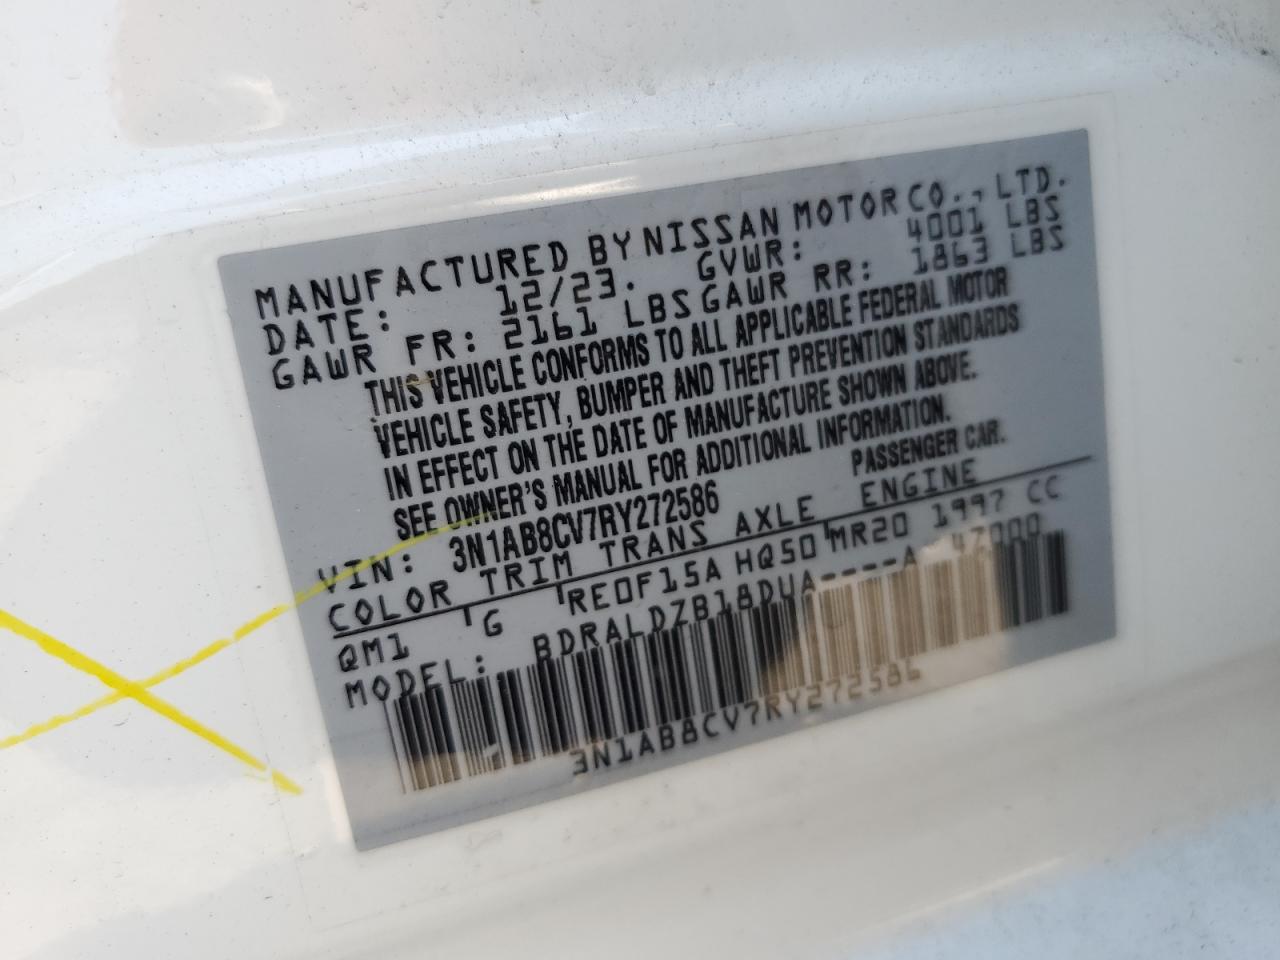 MANUFACTURED BY NISSAN MOTOR CO., LTD.
DATE: 12/23. GVWR: 4001 LBS
GAWR FR: 2161 LBS GAWR RR: 1863 LBS
THIS VEHICLE CONFORMS TO ALL APPLICABLE FEDERAL MOTOR
VEHICLE SAFETY, BUMPER AND THEFT PREVENTION STANDARDS
IN EFFECT ON THE DATE OF MANUFACTURE SHOWN ABOVE.
SEE OWNER'S MANUAL FOR ADDITIONAL INFORMATION.
VIN: 3N1AB8CV7RY272586 PASSENGER CAR.
COLOR TRIM TRANS AXLE ENGINE
QM1 G RE0F15A HQ50 MR20 1997 CC
MODEL: BDRALDZB18DUA----A 47000
3N1AB8CV7RY272586